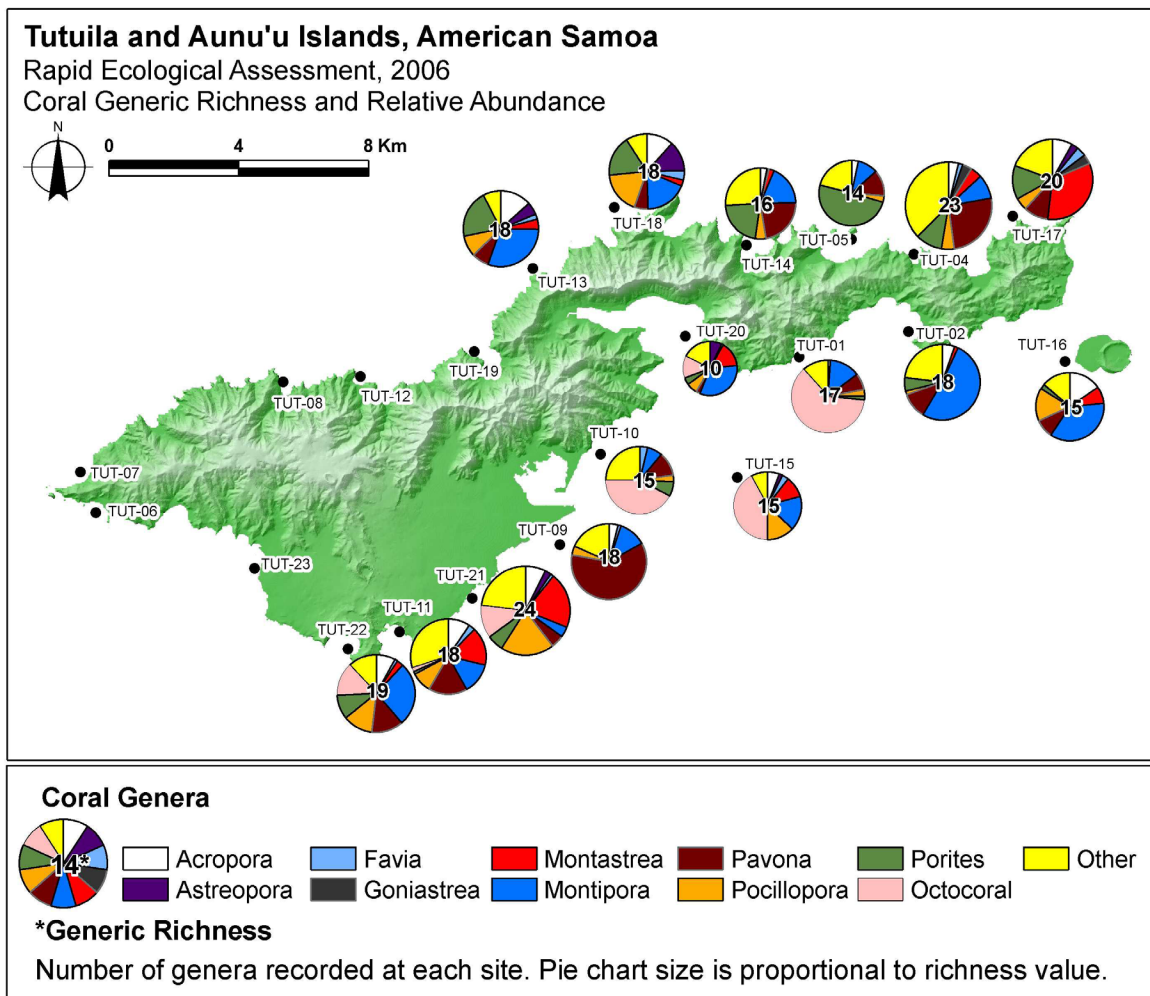 Tutuila and Aunu'u Islands, American Samoa
Rapid Ecological Assessment, 2006
Coral Generic Richness and Relative Abundance
N
0 4 8 Km
18
TUT-18
16
TUT-14
14
TUT-05
23
TUT-04
20
TUT-17
18
TUT-13
TUT-20
10
TUT-01
17
TUT-02
18
TUT-16
15
TUT-19
TUT-12
TUT-08
TUT-07
TUT-06
TUT-10
15
TUT-15
15
TUT-09
18
TUT-23
TUT-21
24
TUT-11
18
TUT-22
19
Coral Genera
14*
Acropora Favia Montastrea Pavona Porites Other
Astreopora Goniastrea Montipora Pocillopora Octocoral
*Generic Richness
Number of genera recorded at each site. Pie chart size is proportional to richness value.